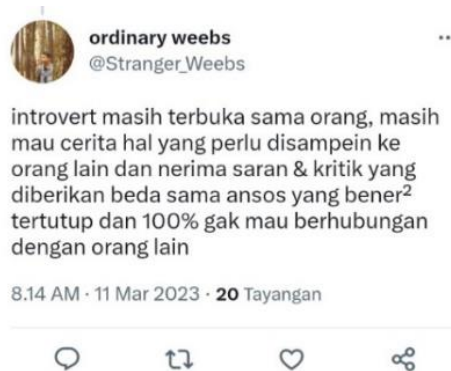 ordinary weebs
@Stranger_Weebs
introvert masih terbuka sama orang, masih
mau cerita hal yang perlu disampein ke
orang lain dan nerima saran & kritik yang
diberikan beda sama ansos yang bener²
tertutup dan 100% gak mau berhubungan
dengan orang lain
8.14 AM · 11 Mar 2023 · 20 Tayangan